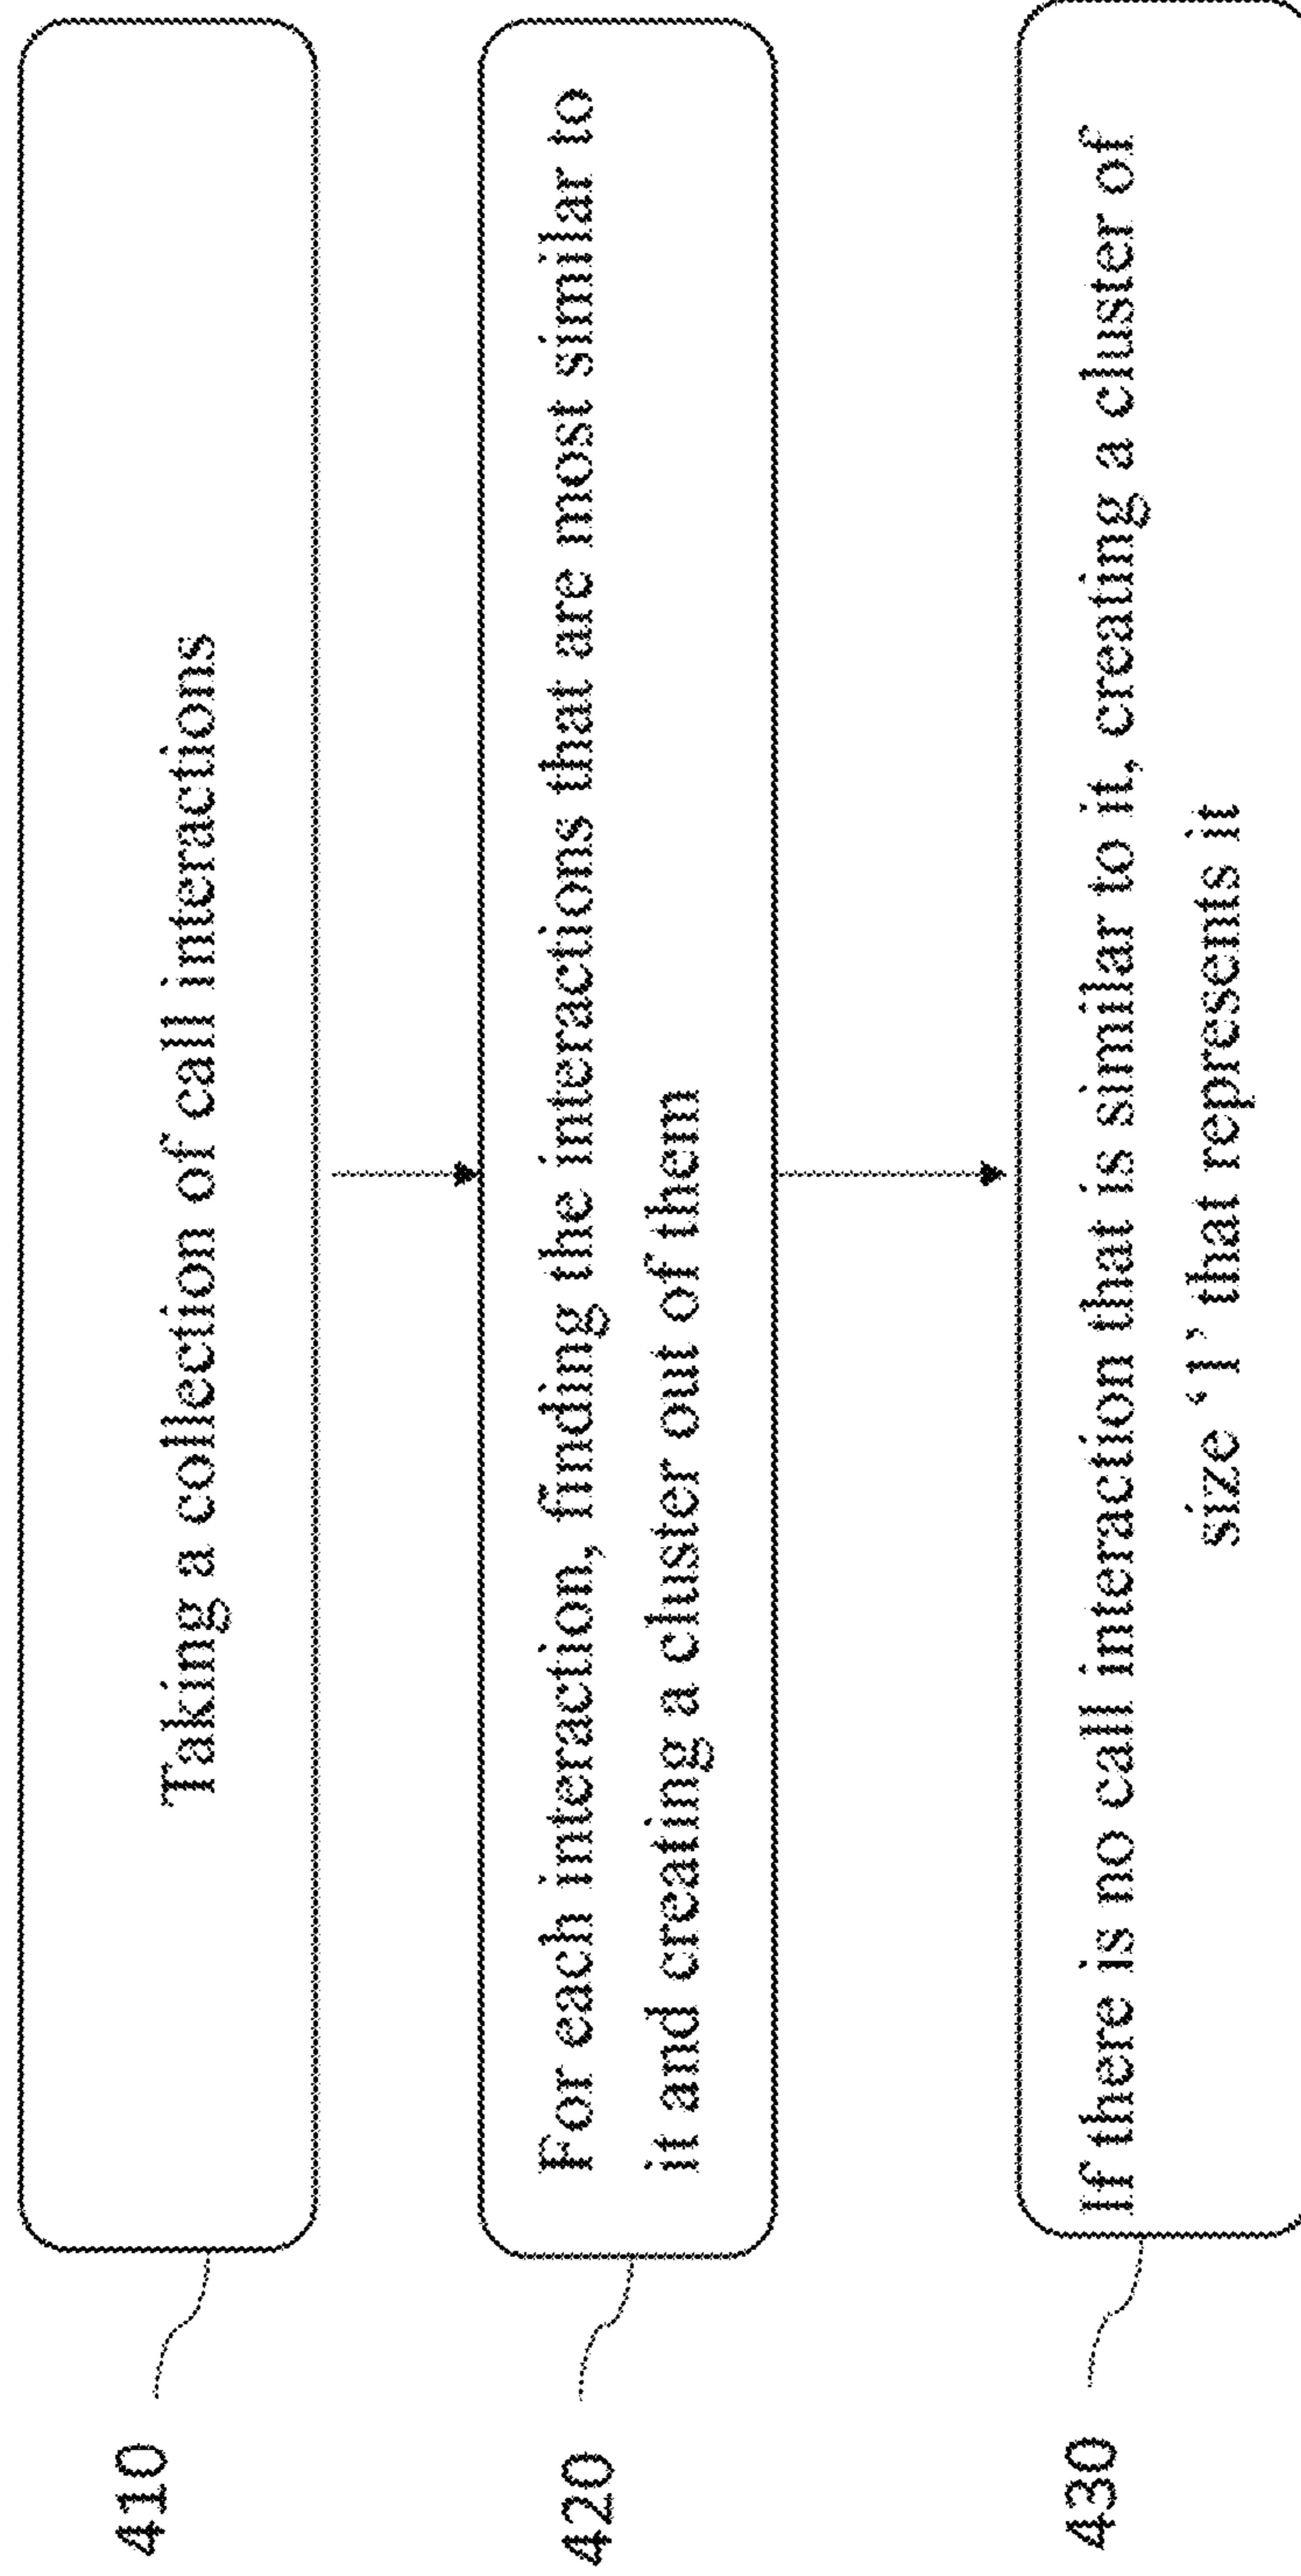 410
Taking a collection of call interactions
420
For each interaction, finding the interactions that are most similar to
it and creating a cluster out of them
430
If there is no call interaction that is similar to it, creating a cluster of
size ‘1’ that represents it